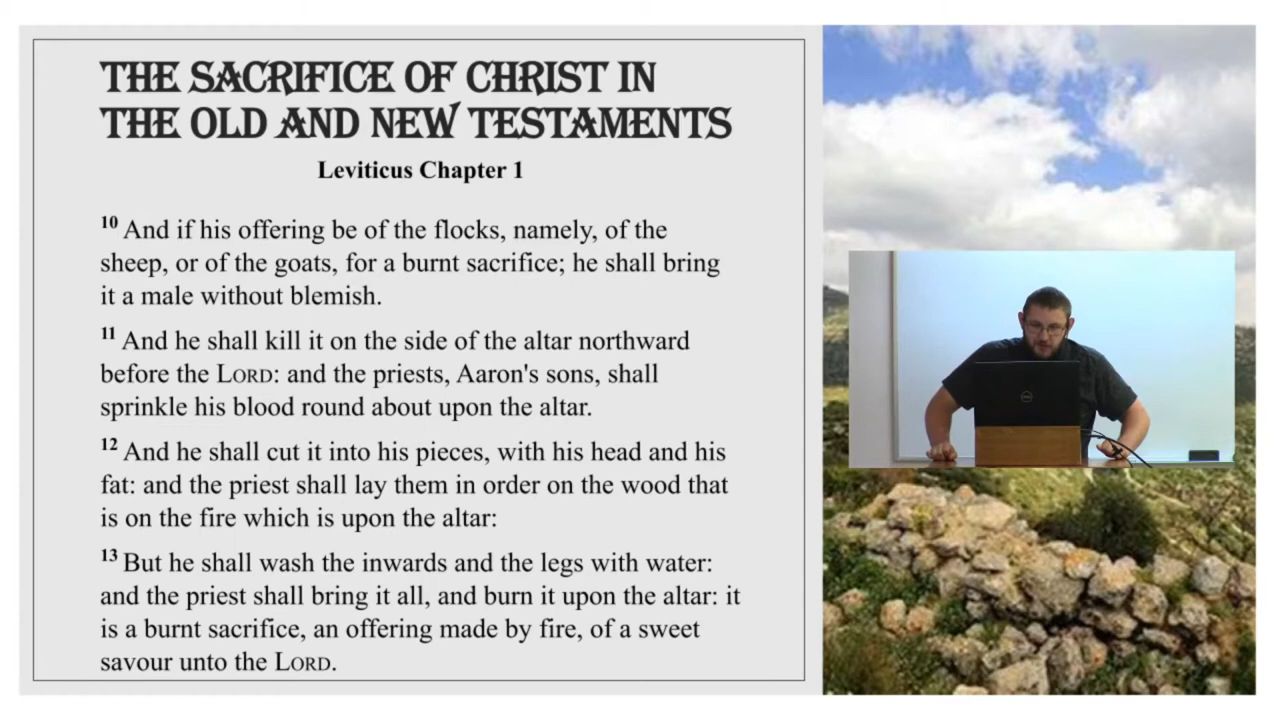 THE SACRIFICE OF CHRIST IN
THE OLD AND NEW TESTAMENTS
Leviticus Chapter 1
10 And if his offering be of the flocks, namely, of the
sheep, or of the goats, for a burnt sacrifice; he shall bring
it a male without blemish.
11 And he shall kill it on the side of the altar northward
before the LORD: and the priests, Aaron's sons, shall
sprinkle his blood round about upon the altar.
12 And he shall cut it into his pieces, with his head and his
fat: and the priest shall lay them in order on the wood that
is on the fire which is upon the altar:
13 But he shall wash the inwards and the legs with water:
and the priest shall bring it all, and burn it upon the altar: it
is a burnt sacrifice, an offering made by fire, of a sweet
savour unto the LORD.